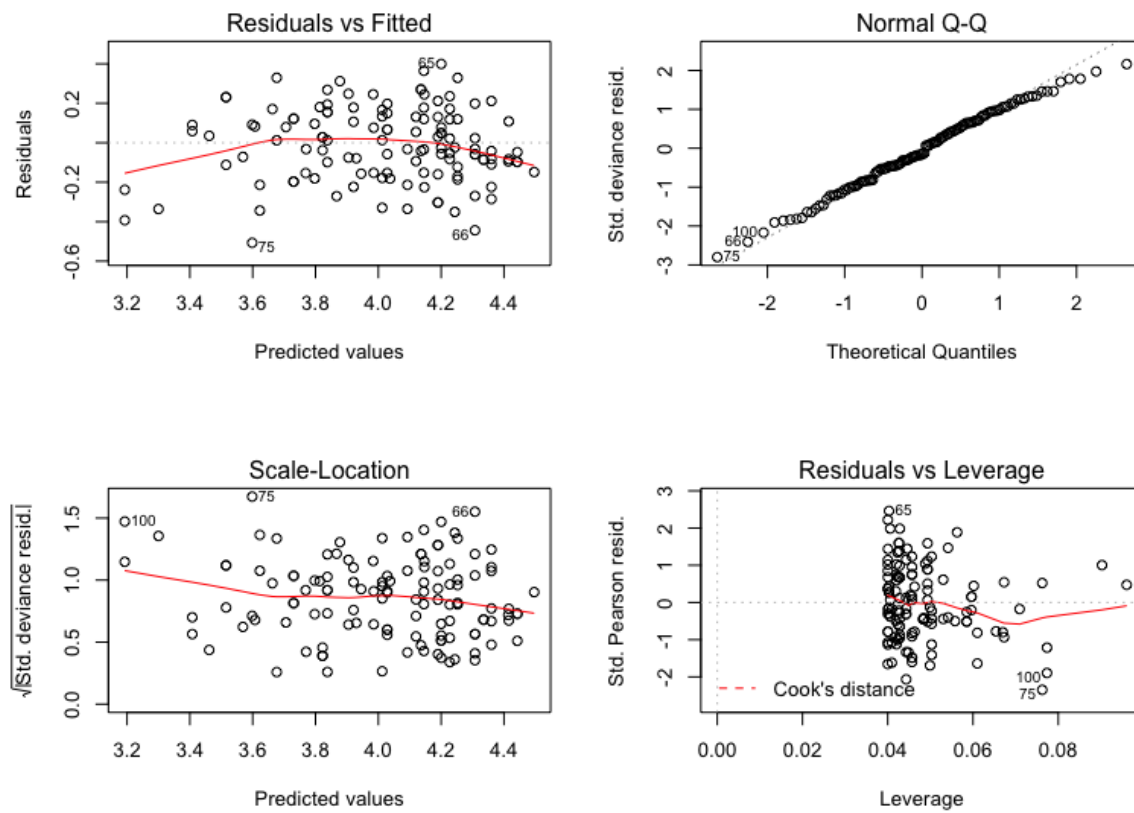 Residuals vs Fitted
Residuals
0.2
-0.2
-0.6
65
75
66
3.2 3.4 3.6 3.8 4.0 4.2 4.4
Predicted values
Normal Q-Q
Std. deviance resid.
2
1
0
-1
-2
-3
100
66
75
-2 -1 0 1 2
Theoretical Quantiles
Scale-Location
√|Std. deviance resid.|
1.5
1.0
0.5
0.0
75
100
66
3.2 3.4 3.6 3.8 4.0 4.2 4.4
Predicted values
Residuals vs Leverage
Std. Pearson resid.
3
2
1
0
-1
-2
65
100
75
Cook's distance
0.00 0.04 0.08
Leverage